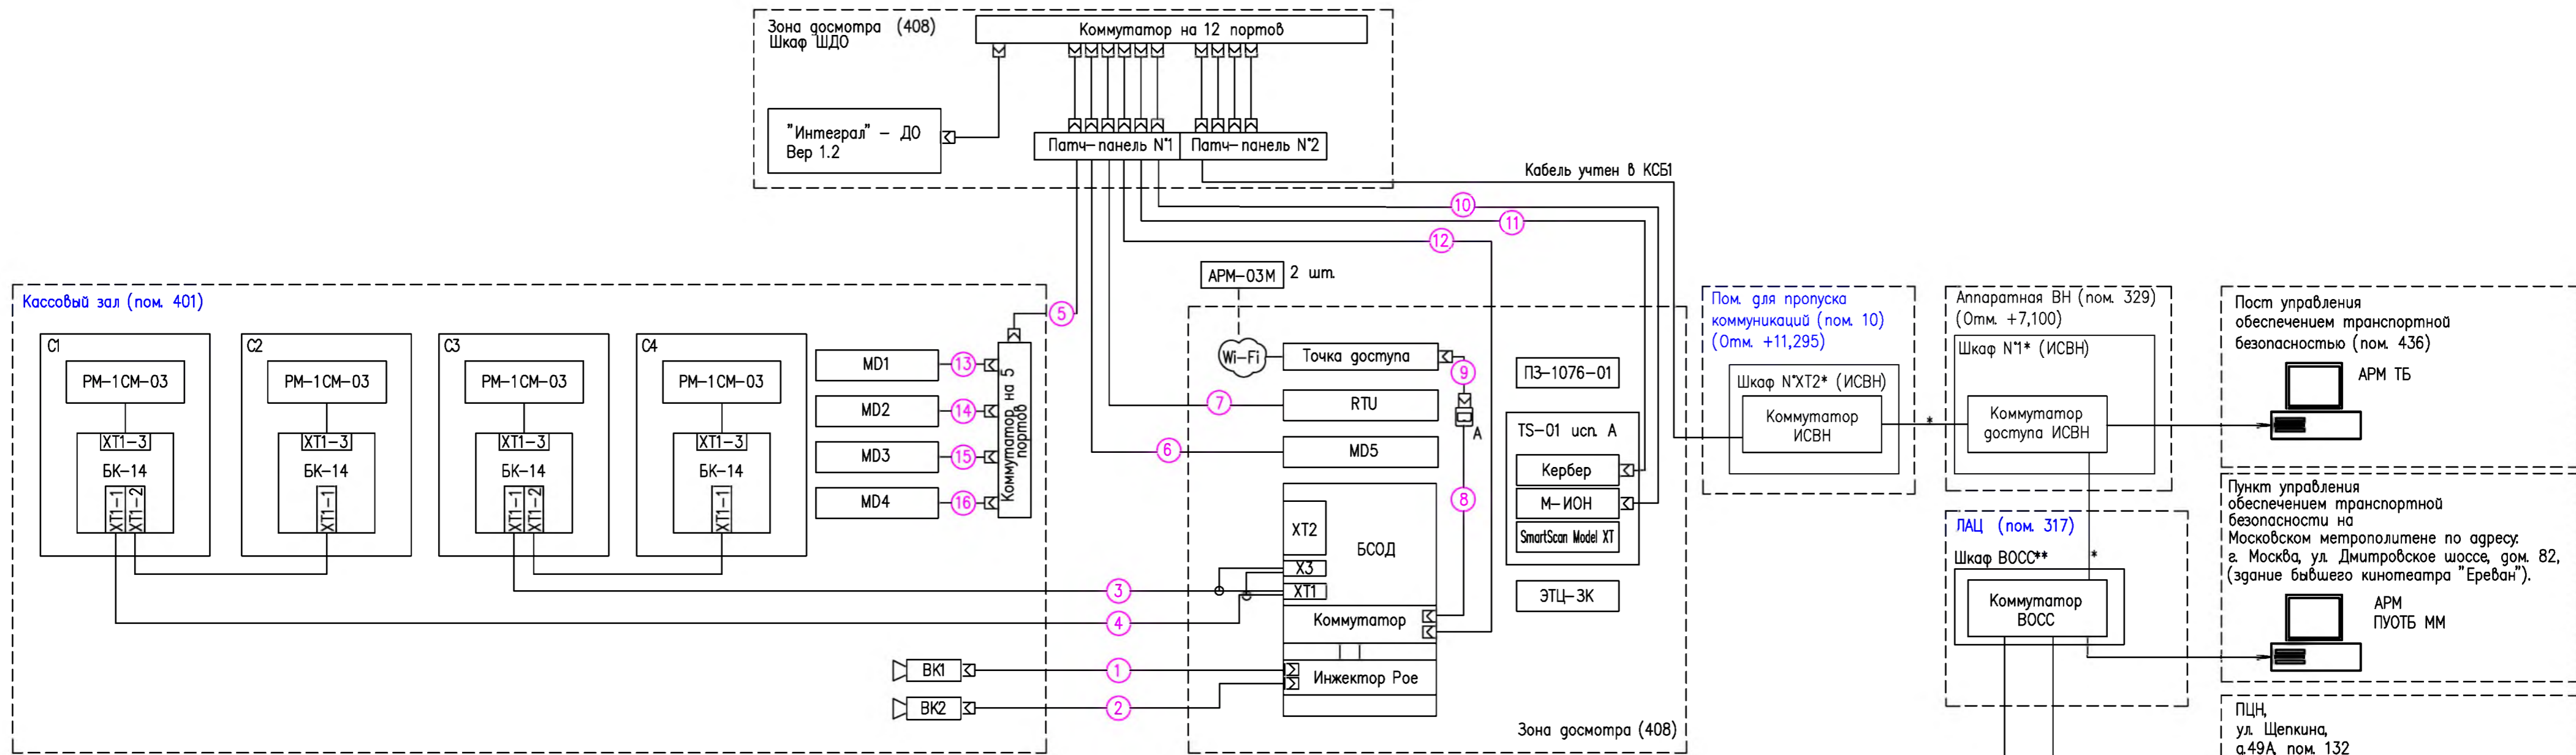 Зона досмотра (408)
Шкаф ШДО
Коммутатор на 12 портов
"Интеграл" – ДО
Вер 1.2
Патч–панель N°1
Патч–панель N°2
Кабель учтен в КСБ1
10
11
12
АРМ–03М 2 шт.
Кассовый зал (пом. 401)
5
С1
РМ–1СМ–03
ХТ1–3
БК–14
ХТ1–1
ХТ1–2
С2
РМ–1СМ–03
ХТ1–3
БК–14
ХТ1–1
С3
РМ–1СМ–03
ХТ1–3
БК–14
ХТ1–1
ХТ1–2
С4
РМ–1СМ–03
ХТ1–3
БК–14
ХТ1–1
MD1
13
MD2
14
MD3
15
MD4
16
Коммутатор на 5
портов
3
4
ВК1
1
ВК2
2
Wi–Fi
Точка доступа
9
7
RTU
А
6
MD5
8
ХТ2
БСОД
Х3
ХТ1
Коммутатор
Инжектор Poe
ПЗ–1076–01
TS–01 исп. А
Кербер
М–ИОН
SmartScan Model XT
ЭТЦ–3К
Зона досмотра (408)
Пом. для пропуска
коммуникаций (пом. 10)
(Отм. +11,295)
Шкаф N°ХТ2* (ИСВН)
Коммутатор
ИСВН
*
Аппаратная ВН (пом. 329)
(Отм. +7,100)
Шкаф N°1* (ИСВН)
Коммутатор
доступа ИСВН
ЛАЦ (пом. 317)
Шкаф ВОСС**
*
Коммутатор
ВОСС
Пост управления
обеспечением транспортной
безопасностью (пом. 436)
АРМ ТБ
Пункт управления
обеспечением транспортной
безопасности на
Московском метрополитене по адресу:
г. Москва, ул. Дмитровское шоссе, дом. 82,
(здание бывшего кинотеатра "Ереван").
АРМ
ПУОТБ ММ
ПЦН,
ул. Щепкина,
д.49А, пом. 132